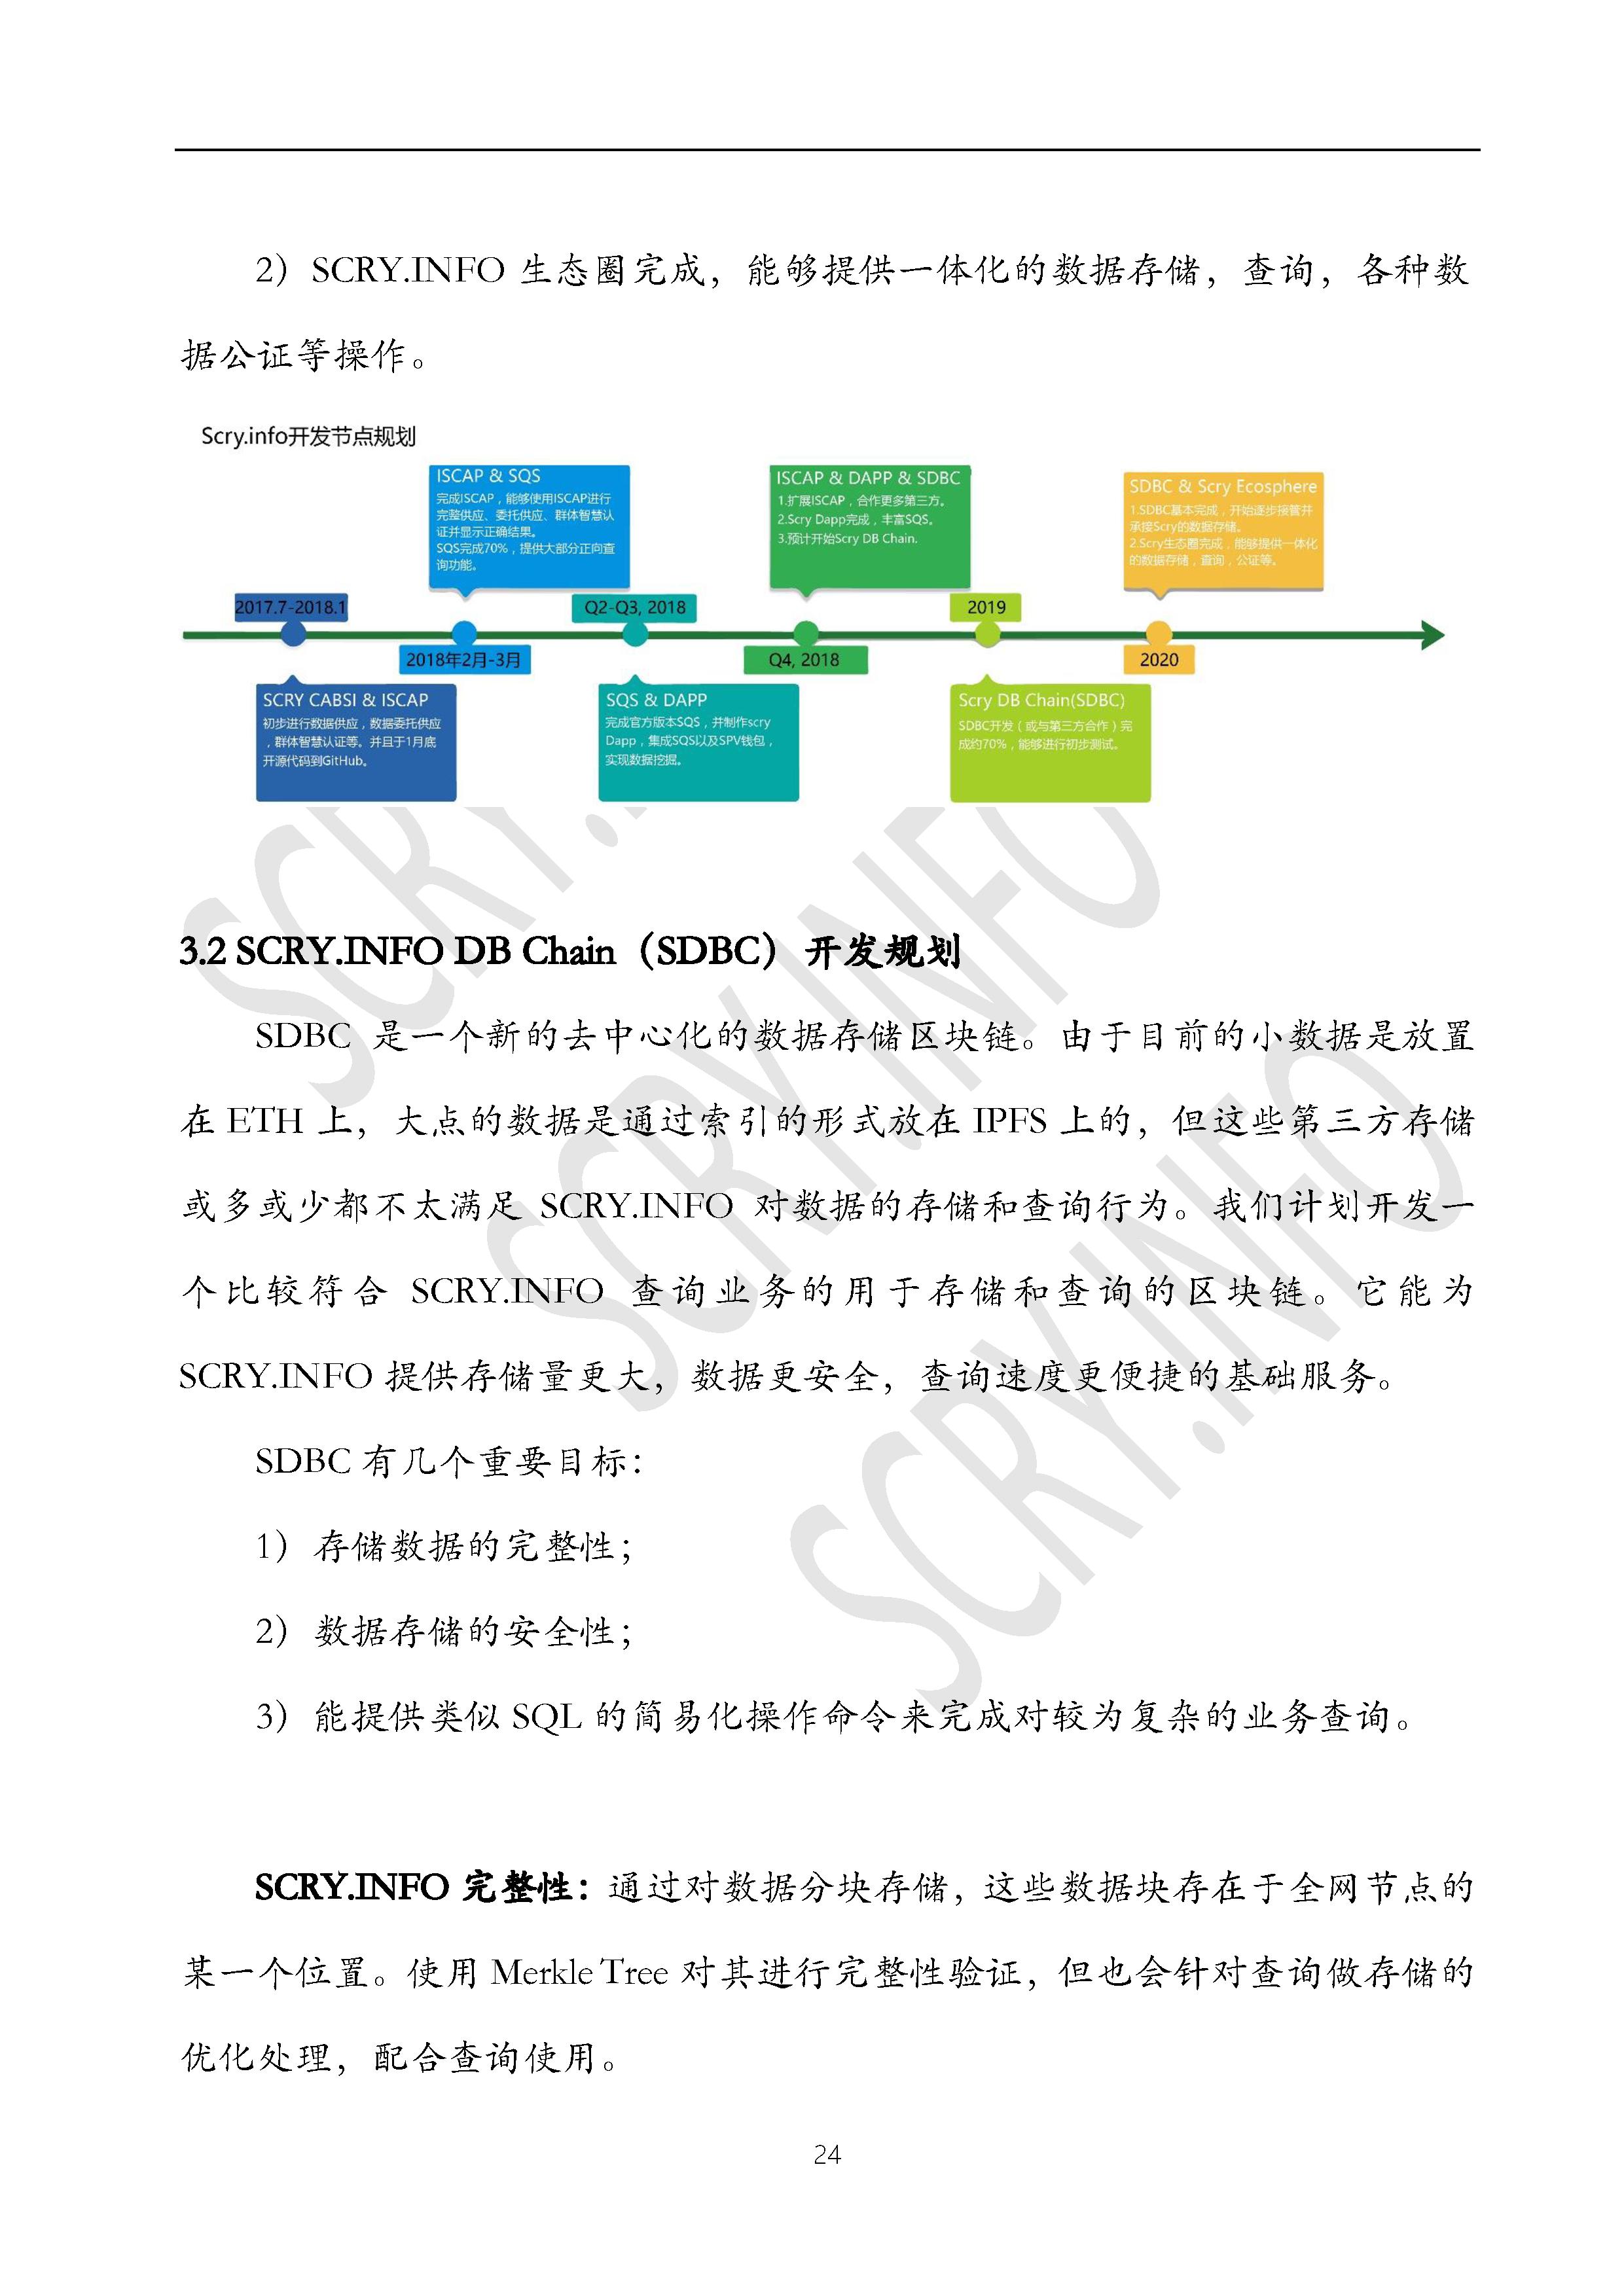 2）SCRY.INFO 生态圈完成，能够提供一体化的数据存储，查询，各种数
据公证等操作。
Scry.info开发节点规划
ISCAP & SQS
完成ISCAP，能够使用ISCAP进行
完整供应、委托供应、群体智慧认
证并显示正确结果。
SQS完成70%，提供大部分正向查
询功能。
ISCAP & DAPP & SDBC
1.扩展ISCAP，合作更多第三方。
2.Scry Dapp完成，丰富SQS。
3.预计开始Scry DB Chain.
SDBC & Scry Ecosphere
1.SDBC基本完成，开始逐步接管并
承接Scry的数据存储。
2.Scry生态圈完成，能够提供一体化
的数据存储，查询，公证等。
2017.7-2018.1
Q2-Q3, 2018
2019
2018年2月-3月
Q4, 2018
2020
SCRY CABSI & ISCAP
初步进行数据供应，数据委托供应
，群体智慧认证等。并且于1月底
开源代码到GitHub。
SQS & DAPP
完成官方版本SQS，并制作scry
Dapp，集成SQS以及SPV钱包，
实现数据挖掘。
Scry DB Chain(SDBC)
SDBC开发（或与第三方合作）完
成约70%，能够进行初步测试。
3.2 SCRY.INFO DB Chain（SDBC）开发规划
SDBC 是一个新的去中心化的数据存储区块链。由于目前的小数据是放置
在 ETH 上，大点的数据是通过索引的形式放在 IPFS 上的，但这些第三方存储
或多或少都不太满足 SCRY.INFO 对数据的存储和查询行为。我们计划开发一
个比较符合 SCRY.INFO 查询业务的用于存储和查询的区块链。它能为
SCRY.INFO 提供存储量更大，数据更安全，查询速度更便捷的基础服务。
SDBC 有几个重要目标：
1）存储数据的完整性；
2）数据存储的安全性；
3）能提供类似 SQL 的简易化操作命令来完成对较为复杂的业务查询。
SCRY.INFO 完整性：通过对数据分块存储，这些数据块存在于全网节点的
某一个位置。使用 Merkle Tree 对其进行完整性验证，但也会针对查询做存储的
优化处理，配合查询使用。
24
SCRY.INFO
SCRY.INFO
SCRY.INFO